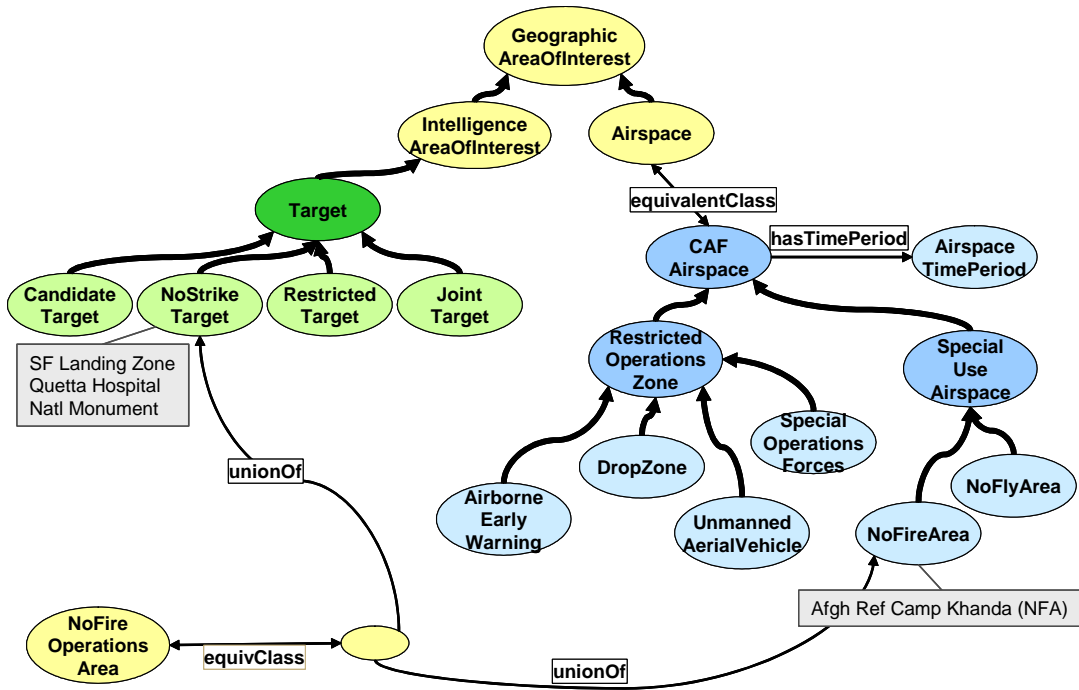 Geographic
AreaOfInterest
Intelligence
AreaOfInterest
Airspace
equivalentClass
Target
CAF
Airspace
hasTimePeriod
Airspace
TimePeriod
Candidate
Target
NoStrike
Target
Restricted
Target
Joint
Target
SF Landing Zone
Quetta Hospital
Natl Monument
Restricted
Operrations
Zone
Special
Use
Airspace
Special
Operations
Forces
DropZone
unionOf
Airborne
Early
Warning
Unmanned
AerialVehicle
NoFlyArea
NoFireArea
Afgh Ref Camp Khanda (NFA)
NoFire
Operrations
Area
equivClass
unionOf